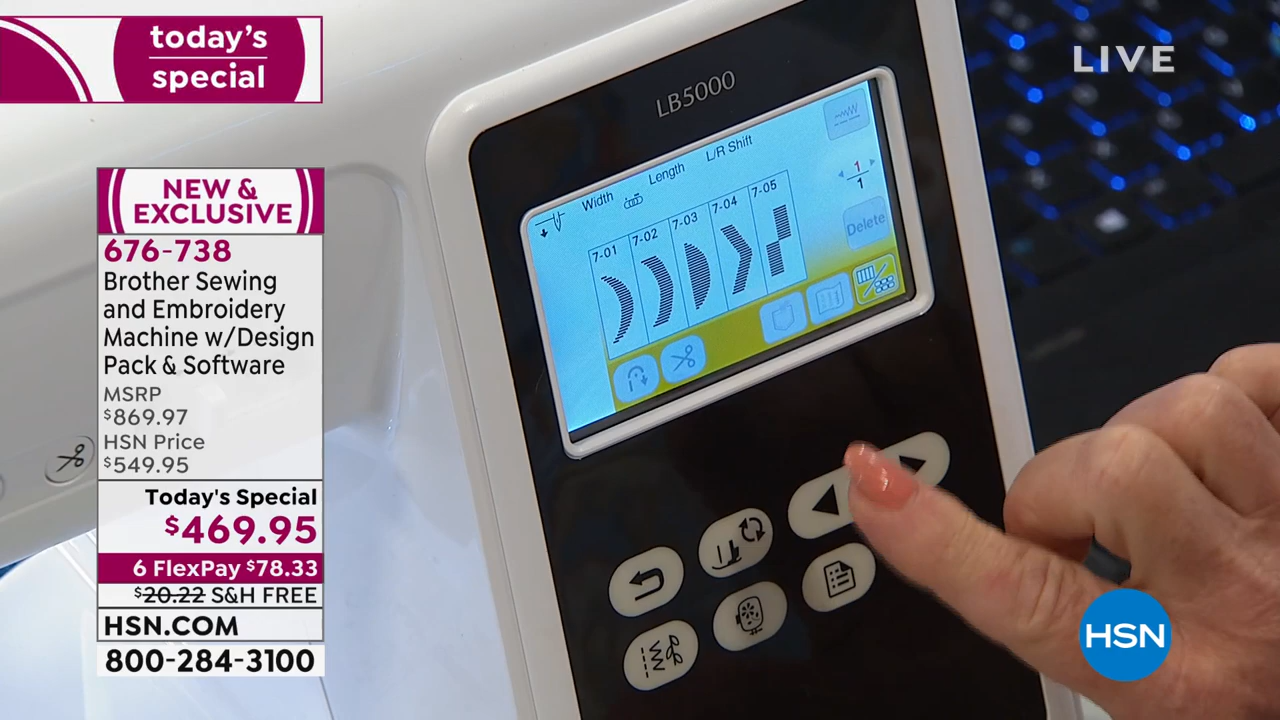 today's
special
LIVE
NEW &
EXCLUSIVE
676-738
Brother Sewing
and Embroidery
Machine w/Design
Pack & Software
MSRP
$869.97
HSN Price
$549.95
Today's Special
$469.95
6 FlexPay $78.33
$20.22 S&H FREE
HSN.COM
800-284-3100
LB5000
Width
Length
L/R Shift
7-01
7-02
7-03
7-04
7-05
1
1
Delete
HSN